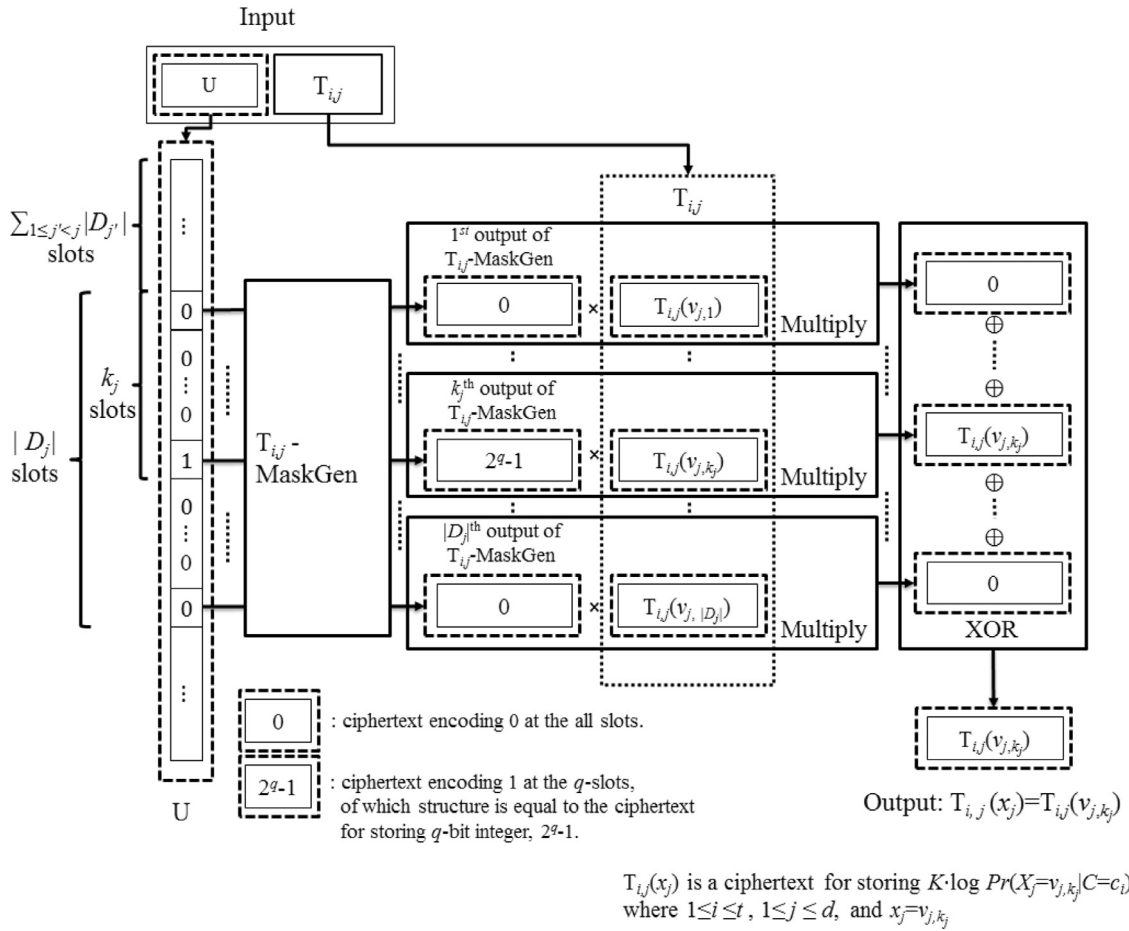 Input
U
T_{i,j}
∑_{1≤j'<j}|D_{j'}|
slots
k_j
slots
|D_j|
slots
⋮
0
0
⋮
0
1
0
⋮
0
0
⋮
U
T_{i,j}-
MaskGen
T_{i,j}
1^{st} output of
T_{i,j}-MaskGen
0 × T_{i,j}(v_{j,1})
Multiply
k_j^{th} output of
T_{i,j}-MaskGen
2^q-1 × T_{i,j}(v_{j,k_j})
Multiply
|D_j|^{th} output of
T_{i,j}-MaskGen
0 × T_{i,j}(v_{j, |D_j|})
Multiply
0
⊕
⋮
⊕
T_{i,j}(v_{j,k_j})
⊕
⋮
⊕
0
XOR
T_{i,j}(v_{j,k_j})
Output: T_{i, j}(x_j)=T_{i,j}(v_{j,k_j})
0 : ciphertext encoding 0 at the all slots.
2^q-1 : ciphertext encoding 1 at the q-slots,
of which structure is equal to the ciphertext
for storing q-bit integer, 2^q-1.
T_{i,j}(x_j) is a ciphertext for storing K·log Pr(X_j=v_{j,k_j}|C=c_i)
where 1≤i≤t , 1≤j ≤ d, and x_j=v_{j,k_j}